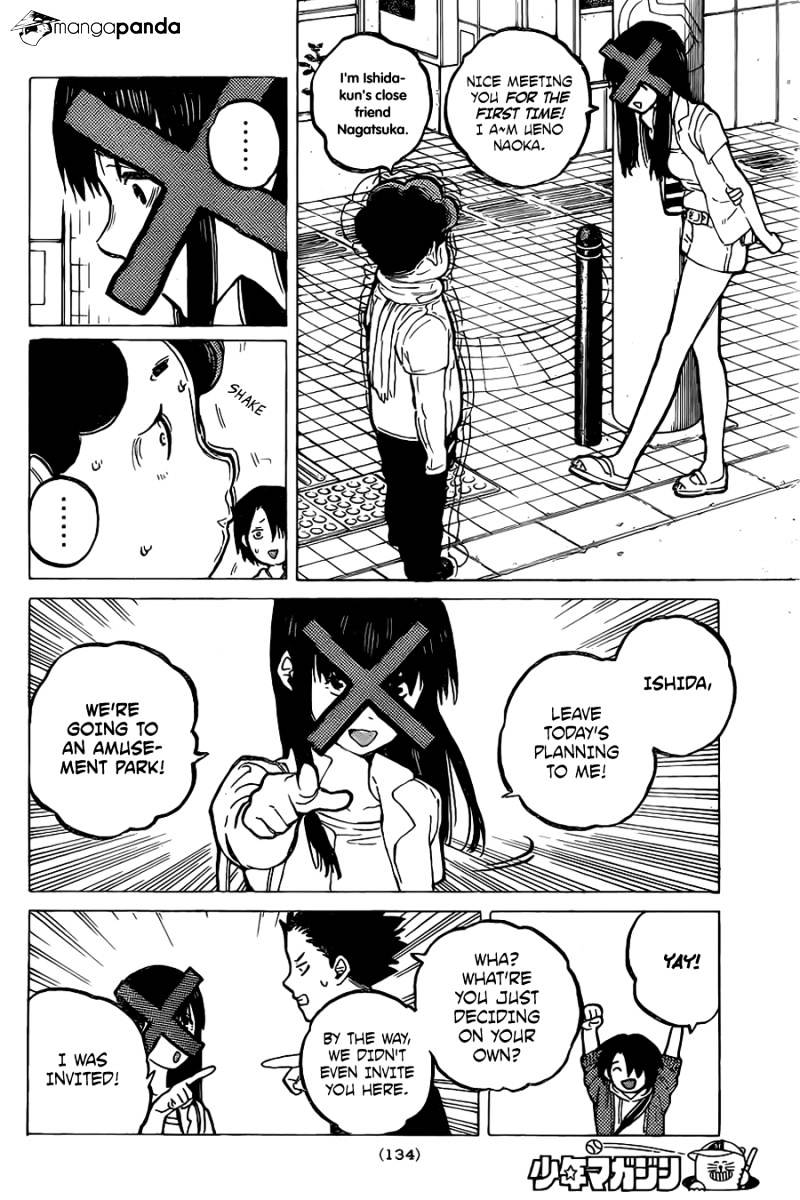 mangapanda
NICE MEETING
YOU FOR THE
FIRST TIME!
I A~M UENO
NAOKA.
I'm Ishida-
kun's close
friend
Nagatsuka.
......
SHAKE
......
ISHIDA,
LEAVE
TODAY'S
PLANNING
TO ME!
WE'RE
GOING TO
AN AMUSE-
MENT PARK!
YAY!
WHA?
WHAT'RE
YOU JUST
DECIDING
ON YOUR
OWN?
BY THE WAY,
WE DIDN'T
EVEN INVITE
YOU HERE.
I WAS
INVITED!
(134)
少年マガジン